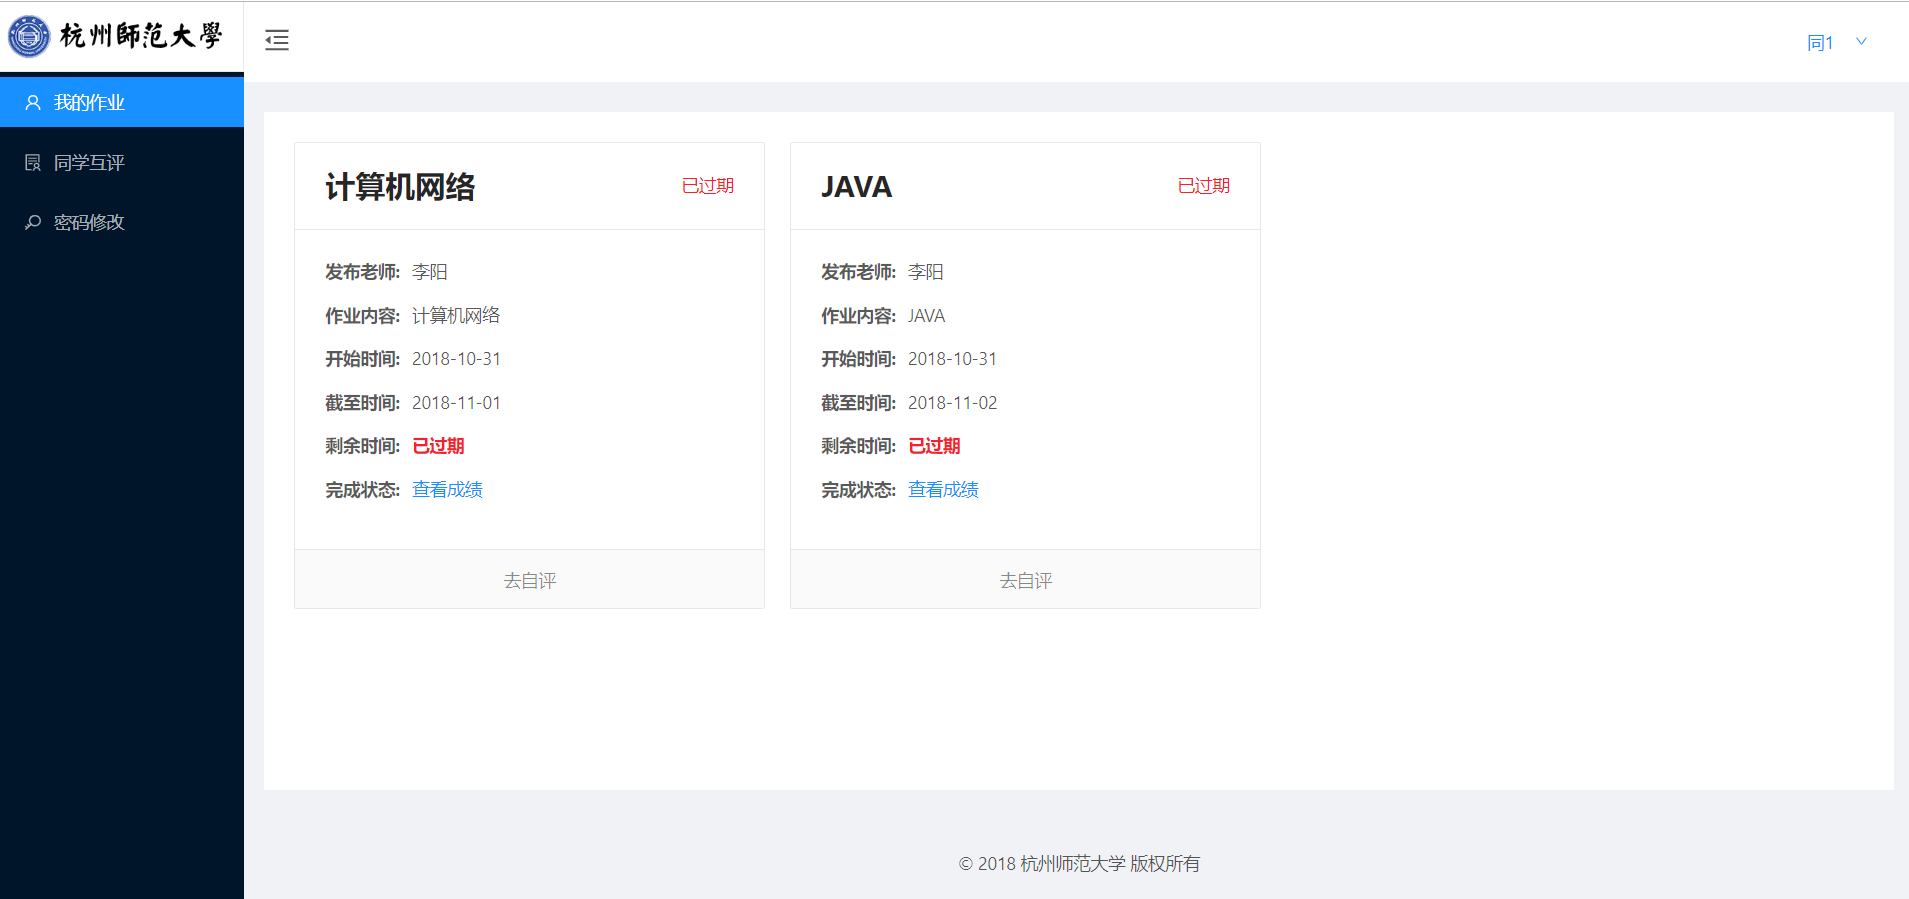 杭州師范大學
同1
我的作业
同学互评
密码修改
计算机网络 已过期
发布老师: 李阳
作业内容: 计算机网络
开始时间: 2018-10-31
截至时间: 2018-11-01
剩余时间: 已过期
完成状态: 查看成绩
去自评
JAVA 已过期
发布老师: 李阳
作业内容: JAVA
开始时间: 2018-10-31
截至时间: 2018-11-02
剩余时间: 已过期
完成状态: 查看成绩
去自评
© 2018 杭州师范大学 版权所有